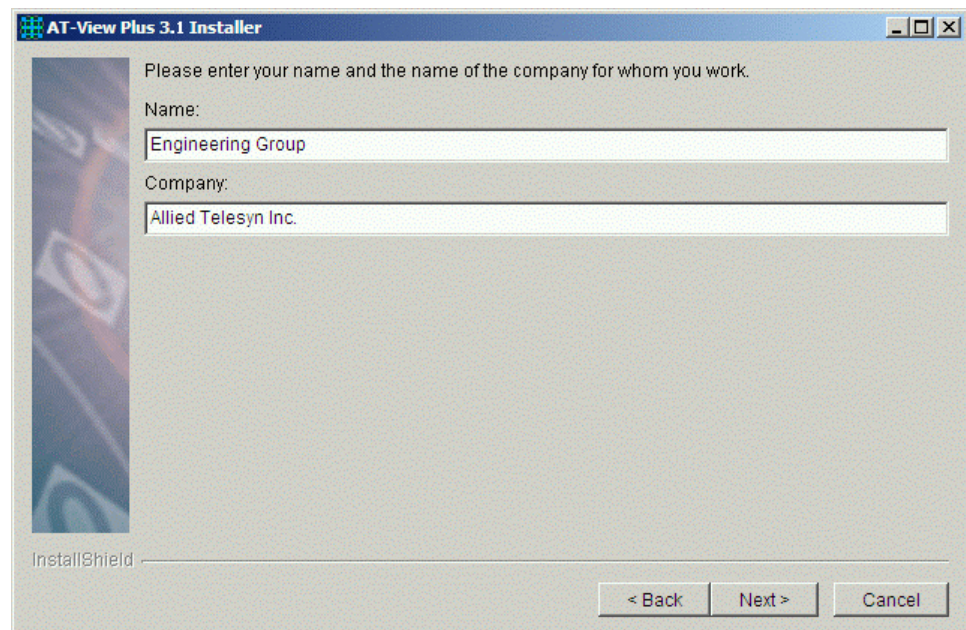 AT-View Plus 3.1 Installer
Please enter your name and the name of the company for whom you work.
Name:
Engineering Group
Company:
Allied Telesyn Inc.
InstallShield
< Back Next > Cancel